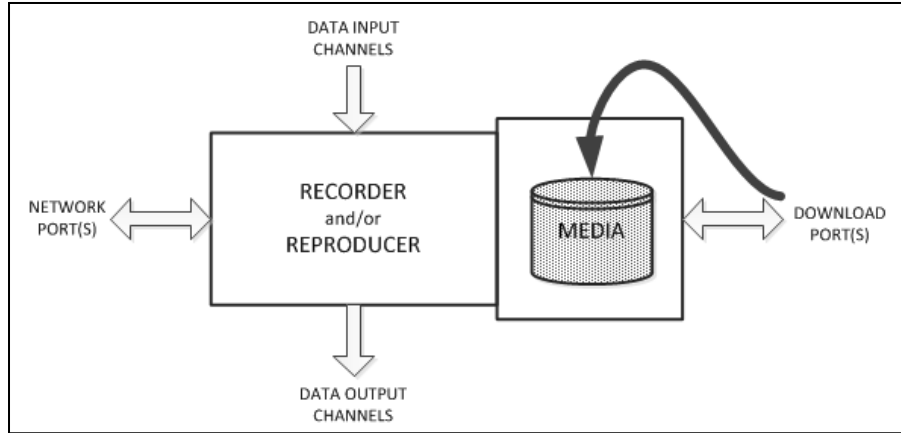 DATA INPUT
CHANNELS
NETWORK
PORT(S)
RECORDER
and/or
REPRODUCER
MEDIA
DOWNLOAD
PORT(S)
DATA OUTPUT
CHANNELS